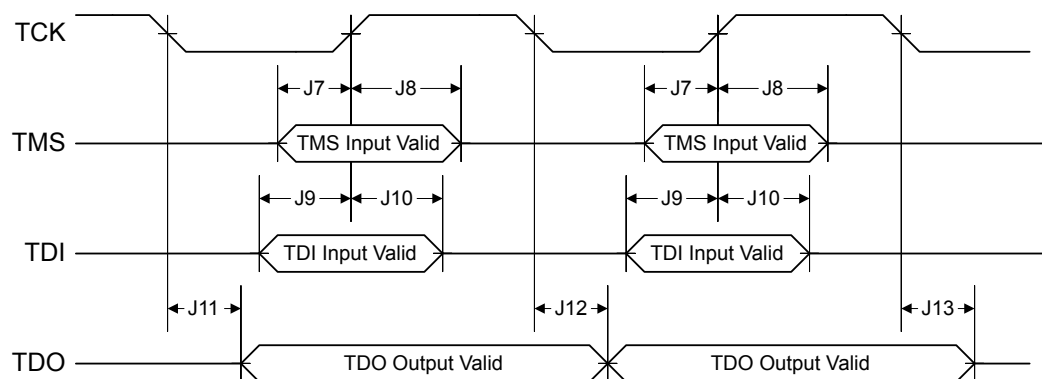 TCK
J7 J8 J7 J8
TMS TMS Input Valid TMS Input Valid
J9 J10 J9 J10
TDI TDI Input Valid TDI Input Valid
J11 J12 J13
TDO TDO Output Valid TDO Output Valid